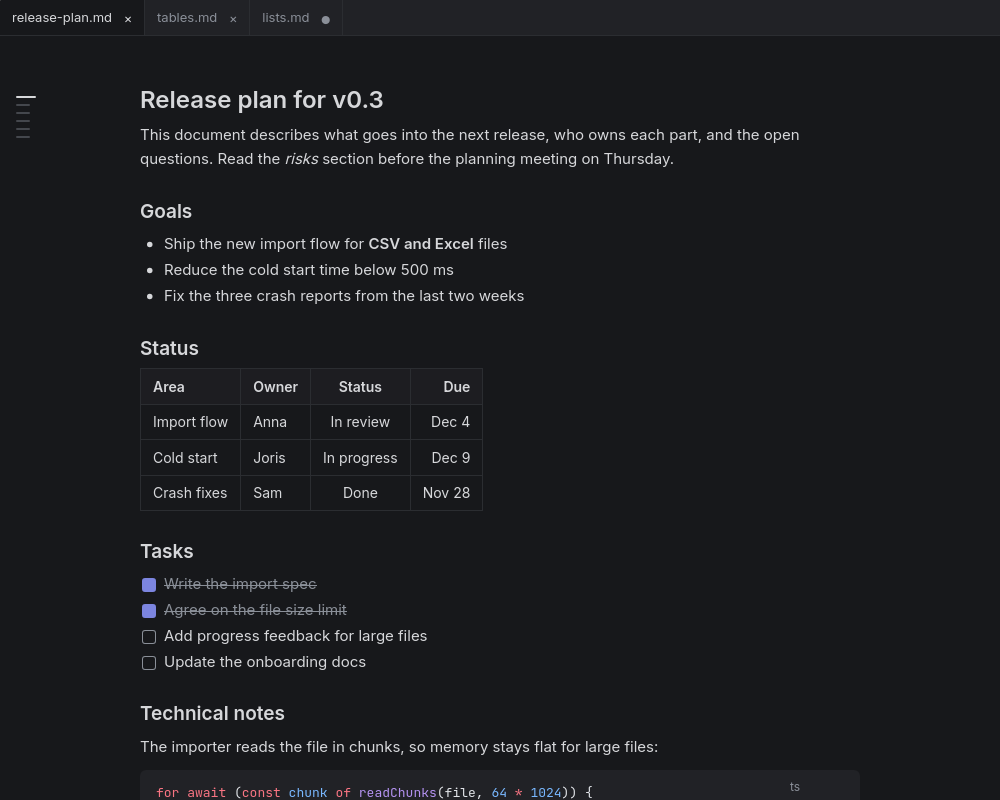 release-plan.md × tables.md × lists.md
Release plan for v0.3
This document describes what goes into the next release, who owns each part, and the open
questions. Read the risks section before the planning meeting on Thursday.
Goals
Ship the new import flow for CSV and Excel files
Reduce the cold start time below 500 ms
Fix the three crash reports from the last two weeks
Status
Area Owner Status Due
Import flow Anna In review Dec 4
Cold start Joris In progress Dec 9
Crash fixes Sam Done Nov 28
Tasks
Write the import spec
Agree on the file size limit
Add progress feedback for large files
Update the onboarding docs
Technical notes
The importer reads the file in chunks, so memory stays flat for large files:
ts
for await (const chunk of readChunks(file, 64 * 1024)) {